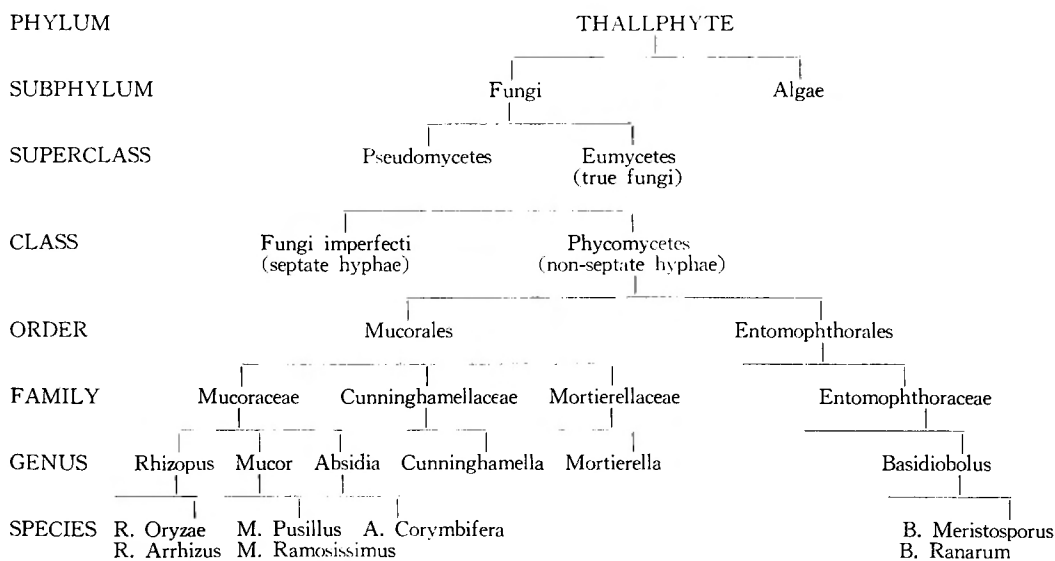 PHYLUM THALLPHYTE
SUBPHYLUM Fungi Algae
SUPERCLASS Pseudomycetes Eumycetes
(true fungi)
CLASS Fungi imperfecti Phycomycetes
(septate hyphae) (non-septate hyphae)
ORDER Mucorales Entomophthorales
FAMILY Mucoraceae Cunninghamellaceae Mortierellaceae Entomophthoraceae
GENUS Rhizopus Mucor Absidia Cunninghamella Mortierella Basidiobolus
SPECIES R. Oryzae M. Pusillus A. Corymbifera B. Meristosporus
R. Arrhizus M. Ramosissimus B. Ranarum